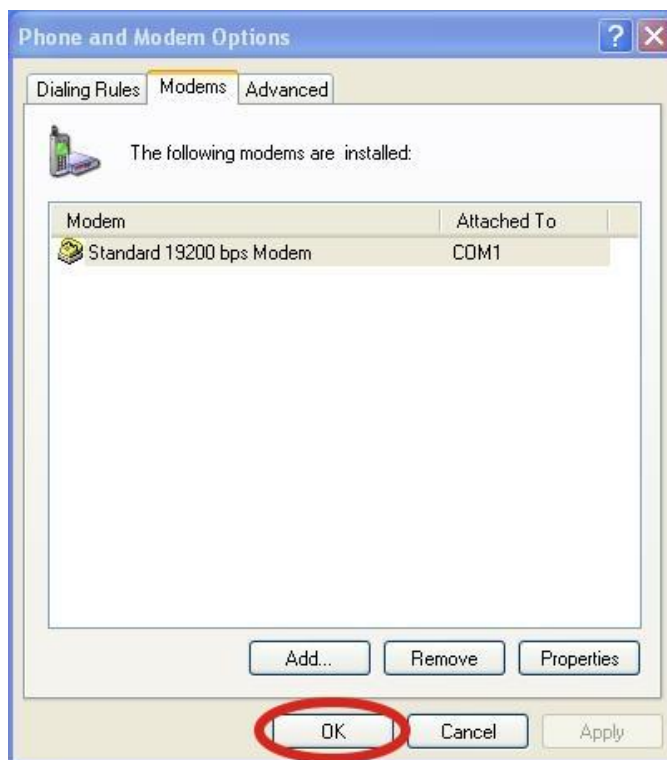 Phone and Modem Options
?
Dialing Rules Modems Advanced
The following modems are installed:
Modem Attached To
Standard 19200 bps Modem COM1
Add... Remove Properties
OK Cancel Apply